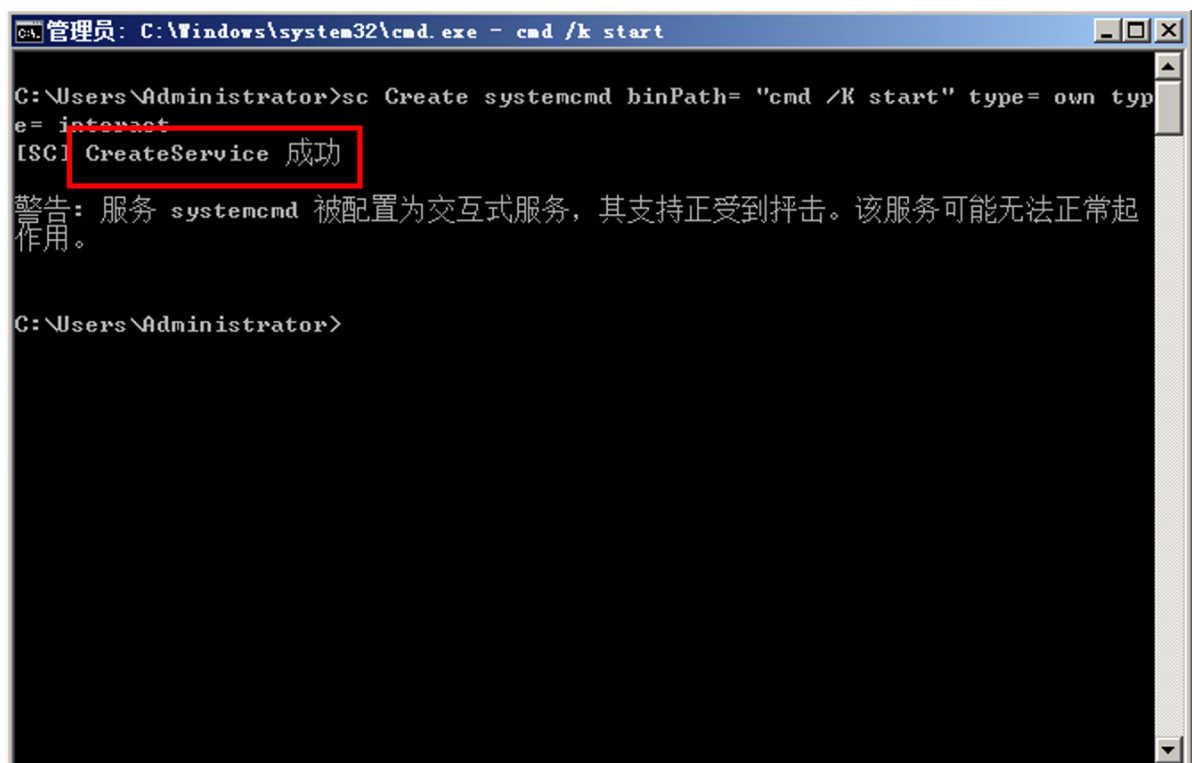 管理员: C:\Windows\system32\cmd.exe - cmd /k start
C:\Users\Administrator>sc Create systemcmd binPath= "cmd /K start" type= own typ
e= interact
[SC] CreateService 成功
警告: 服务 systemcmd 被配置为交互式服务，其支持正受到抨击。该服务可能无法正常起
作用。
C:\Users\Administrator>